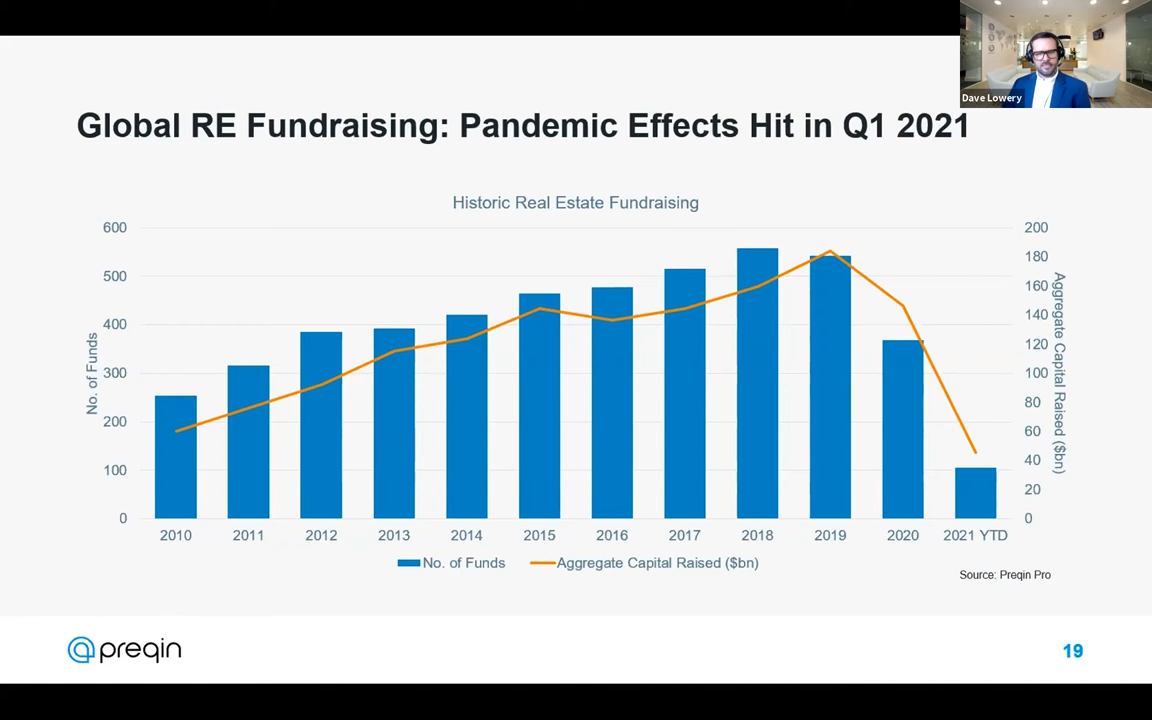 Dave Lowery
Global RE Fundraising: Pandemic Effects Hit in Q1 2021
Historic Real Estate Fundraising
600
500
400
300
200
100
0
No. of Funds
200
180
160
140
120
100
80
60
40
20
0
Aggregate Capital Raised ($bn)
2010 2011 2012 2013 2014 2015 2016 2017 2018 2019 2020 2021 YTD
No. of Funds Aggregate Capital Raised ($bn)
Source: Preqin Pro
preqin
19